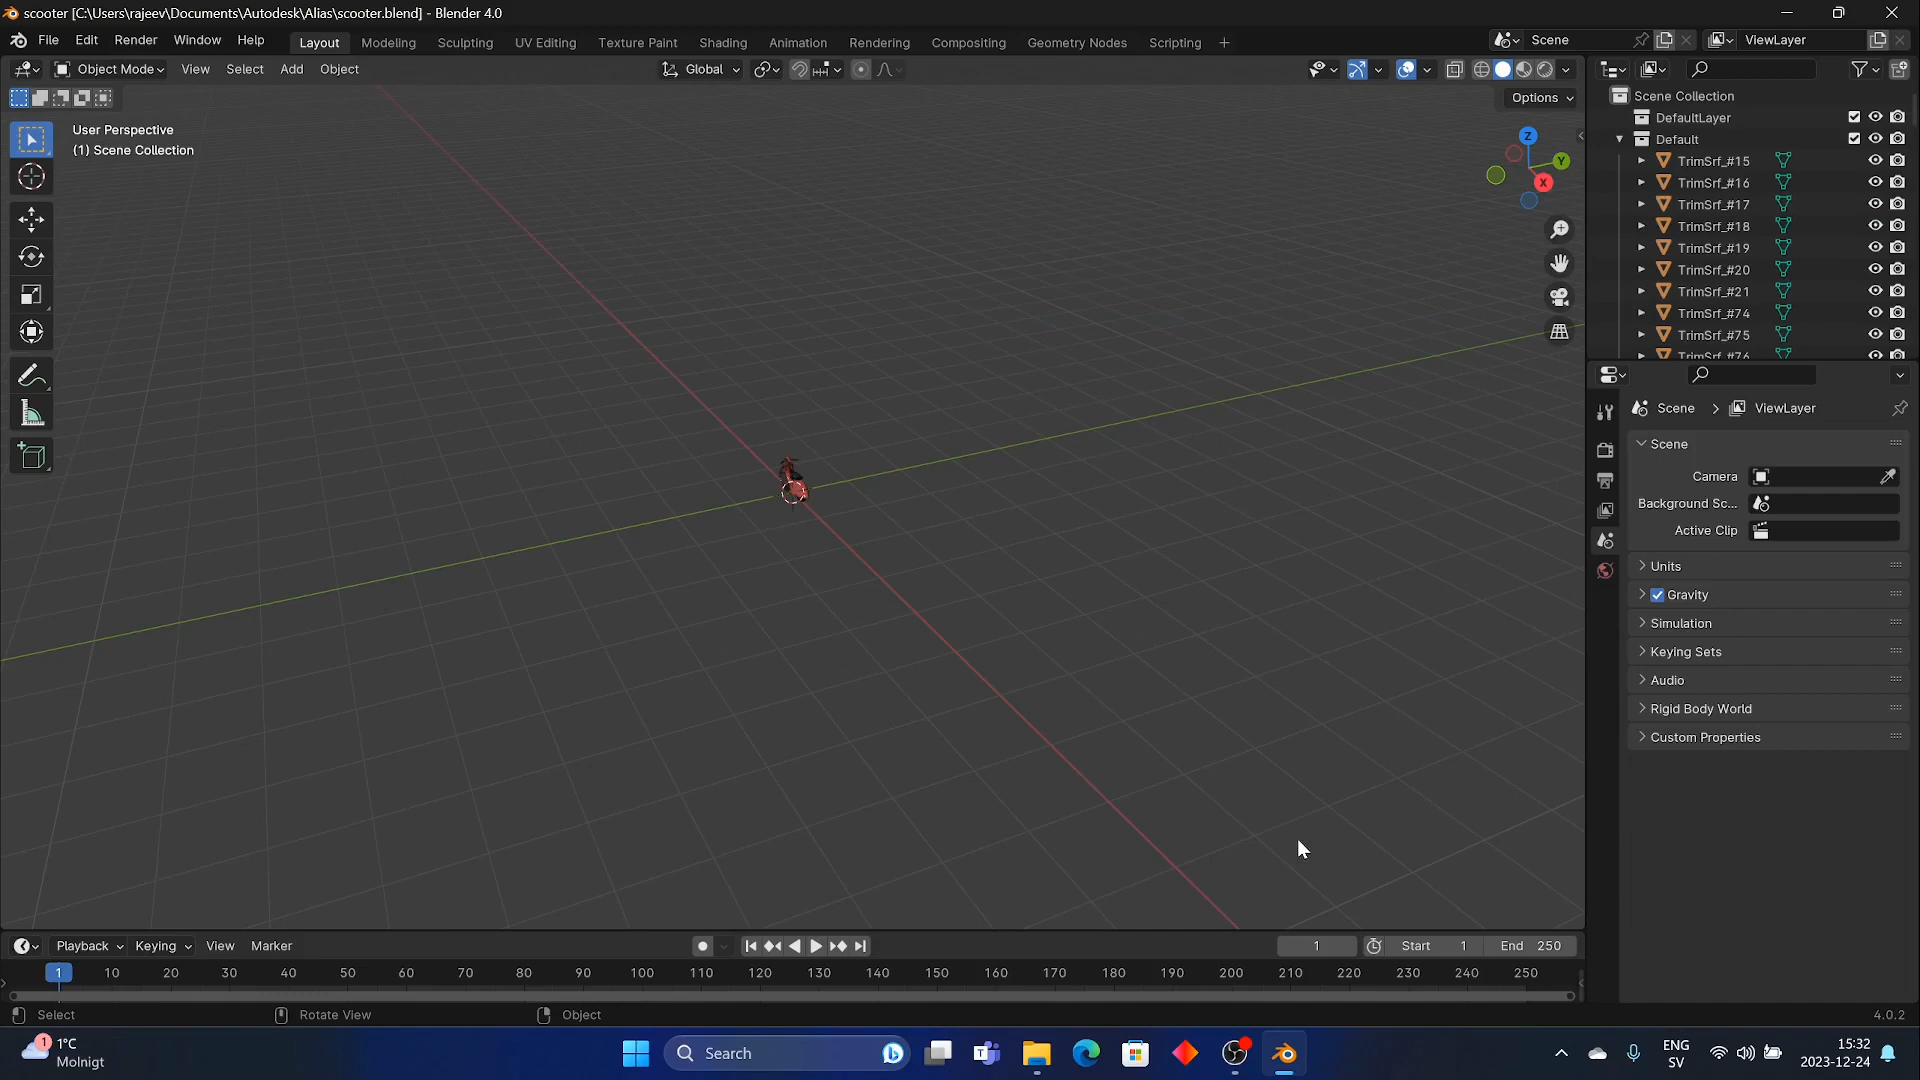 scooter [C:\Users\rajeev\Documents\Autodesk\Alias\scooter.blend] - Blender 4.0
File Edit Render Window Help
Layout Modeling Sculpting UV Editing Texture Paint Shading Animation Rendering Compositing Geometry Nodes Scripting +
Scene ViewLayer
Object Mode View Select Add Object
Global
Options
User Perspective
(1) Scene Collection
Z
Y
X
Scene Collection
DefaultLayer
Default
TrimSrf_#15
TrimSrf_#16
TrimSrf_#17
TrimSrf_#18
TrimSrf_#19
TrimSrf_#20
TrimSrf_#21
TrimSrf_#74
TrimSrf_#75
TrimSrf_#76
Scene > ViewLayer
Scene
Camera
Background Sc...
Active Clip
Units
Gravity
Simulation
Keying Sets
Audio
Rigid Body World
Custom Properties
Playback Keying View Marker
1 Start 1 End 250
1 10 20 30 40 50 60 70 80 90 100 110 120 130 140 150 160 170 180 190 200 210 220 230 240 250
Select Rotate View Object 4.0.2
1
1°C
Molnigt
Search
ENG
SV
15:32
2023-12-24